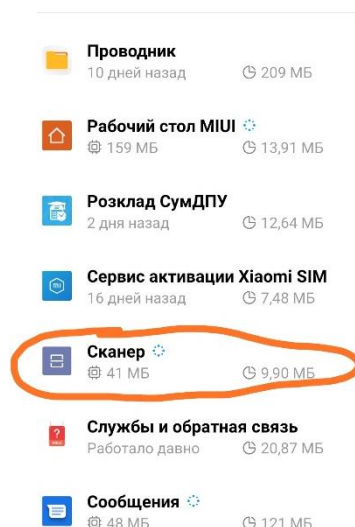 Проводник
10 дней назад 209 МБ
Рабочий стол MIUI
159 МБ 13,91 МБ
Розклад СумДПУ
2 дня назад 12,64 МБ
Сервис активации Xiaomi SIM
16 дней назад 7,48 МБ
Сканер
41 МБ 9,90 МБ
Службы и обратная связь
Работало давно 20,87 МБ
Сообщения
48 МБ 121 МБ